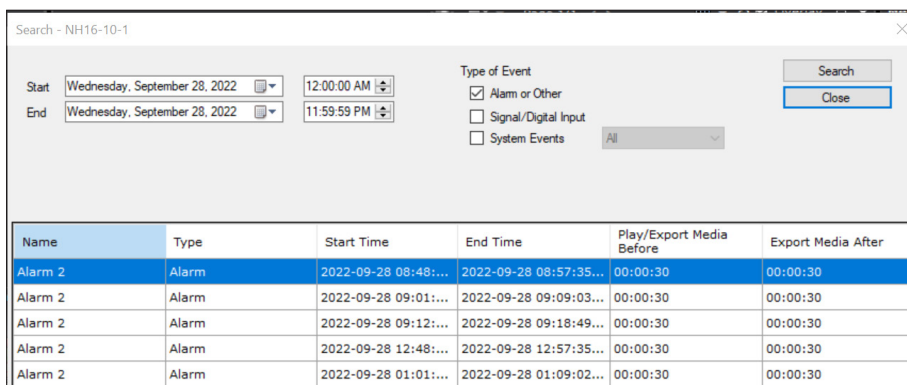 Search - NH16-10-1
Start Wednesday, September 28, 2022 12:00:00 AM
End Wednesday, September 28, 2022 11:59:59 PM
Type of Event
Alarm or Other
Signal/Digital Input
System Events All
Search
Close
Name Type Start Time End Time Play/Export Media Before Export Media After
Alarm 2 Alarm 2022-09-28 08:48:... 2022-09-28 08:57:35... 00:00:30 00:00:30
Alarm 2 Alarm 2022-09-28 09:01:... 2022-09-28 09:09:03... 00:00:30 00:00:30
Alarm 2 Alarm 2022-09-28 09:12:... 2022-09-28 09:18:49... 00:00:30 00:00:30
Alarm 2 Alarm 2022-09-28 12:48:... 2022-09-28 12:57:35... 00:00:30 00:00:30
Alarm 2 Alarm 2022-09-28 01:01:... 2022-09-28 01:09:02... 00:00:30 00:00:30